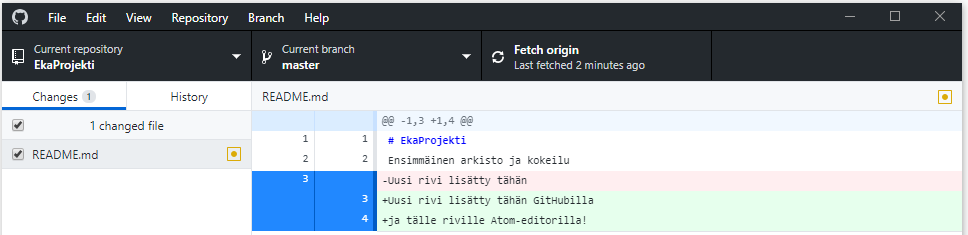 File Edit View Repository Branch Help
Current repository
EkaProjekti
Current branch
master
Fetch origin
Last fetched 2 minutes ago
Changes 1 History
README.md
1 changed file
README.md
@@ -1,3 +1,4 @@
1 1 # EkaProjekti
2 2 Ensimmäinen arkisto ja kokeilu
3 -Uusi rivi lisätty tähän
3 +Uusi rivi lisätty tähän GitHubilla
4 +ja tälle riville Atom-editorilla!